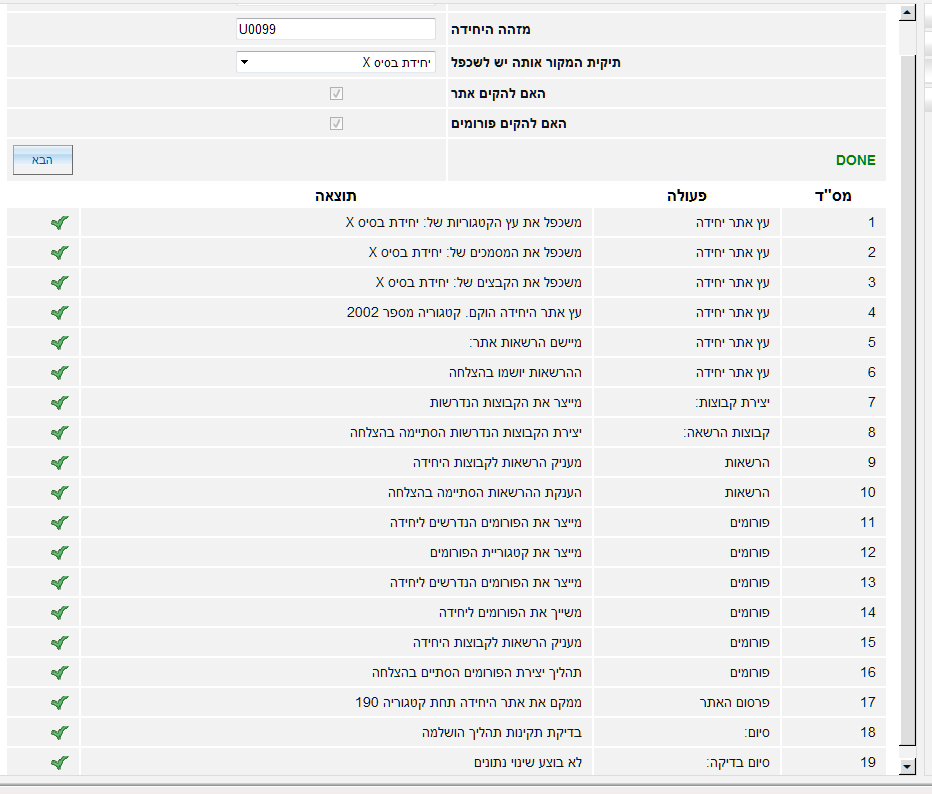 מזהה היחידה U0099
תיקית המקור אותה יש לשכפל יחידת בסיס X
האם להקים אתר
האם להקים פורומים
DONE הבא
מס"ד פעולה תוצאה
1 עץ אתר יחידה משכפל את עץ הקטגוריות של: יחידת בסיס X
2 עץ אתר יחידה משכפל את המסמכים של: יחידת בסיס X
3 עץ אתר יחידה משכפל את הקבצים של: יחידת בסיס X
4 עץ אתר יחידה עץ אתר היחידה הוקם. קטגוריה מספר 2002
5 עץ אתר יחידה מיישם הרשאות אתר:
6 עץ אתר יחידה ההרשאות יושמו בהצלחה
7 יצירת קבוצות: מייצר את הקבוצות הנדרשות
8 קבוצות הרשאה: יצירת הקבוצות הנדרשות הסתיימה בהצלחה
9 הרשאות מעניק הרשאות לקבוצות היחידה
10 הרשאות הענקת ההרשאות הסתיימה בהצלחה
11 פורומים מייצר את הפורומים הנדרשים ליחידה
12 פורומים מייצר את קטגוריית הפורומים
13 פורומים מייצר את הפורומים הנדרשים ליחידה
14 פורומים משייך את הפורומים ליחידה
15 פורומים מעניק הרשאות לקבוצות היחידה
16 פורומים תהליך יצירת הפורומים הסתיים בהצלחה
17 פרסום האתר ממקם את אתר היחידה תחת קטגוריה 190
18 סיום: בדיקת תקינות תהליך הושלמה
19 סיום בדיקה: לא בוצע שינוי נתונים